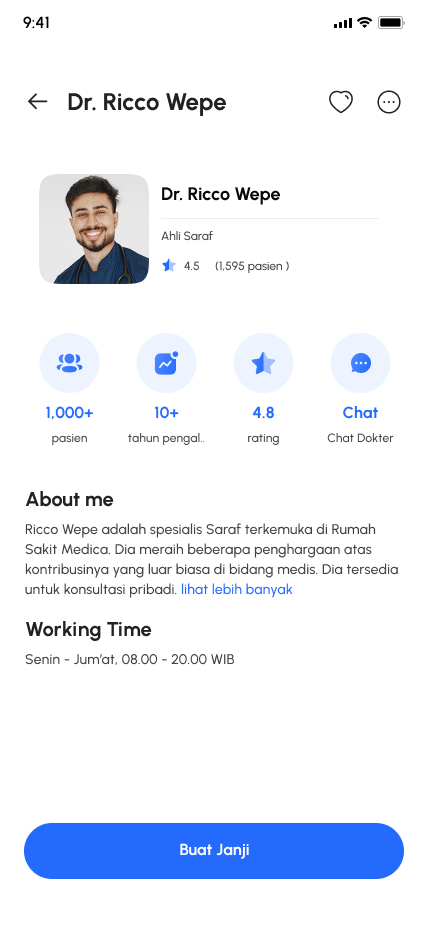 9:41
Dr. Ricco Wepe
Dr. Ricco Wepe
Ahli Saraf
4.5 (1,595 pasien )
1,000+ 10+ 4.8 Chat
pasien tahun pengal.. rating Chat Dokter
About me
Ricco Wepe adalah spesialis Saraf terkemuka di Rumah
Sakit Medica. Dia meraih beberapa penghargaan atas
kontribusinya yang luar biasa di bidang medis. Dia tersedia
untuk konsultasi pribadi. lihat lebih banyak
Working Time
Senin - Jum'at, 08.00 - 20.00 WIB
Buat Janji